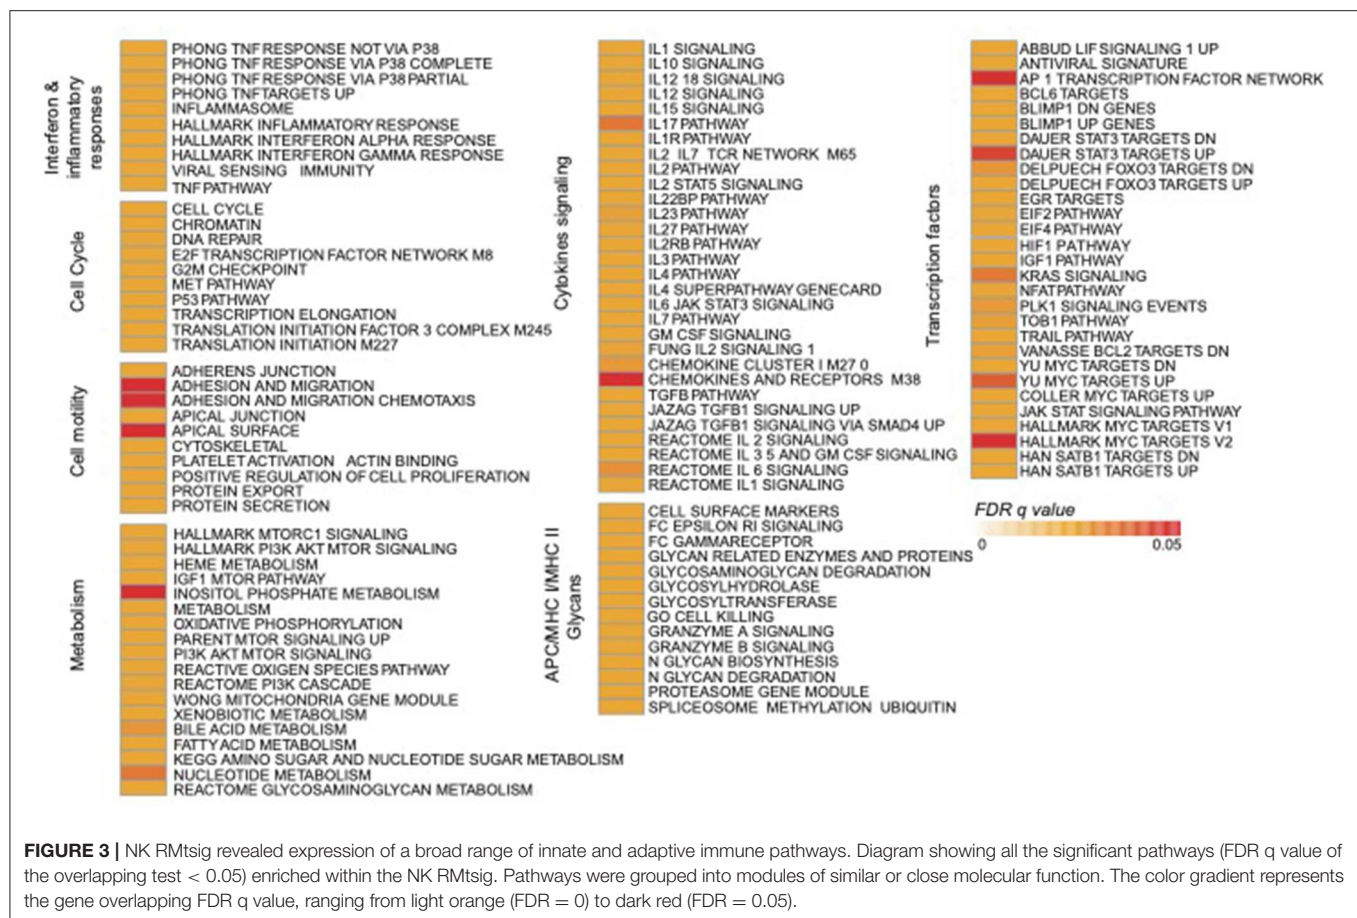 Interferon &
inflammatory
responses
PHONG TNF RESPONSE NOT VIA P38
PHONG TNF RESPONSE VIA P38 COMPLETE
PHONG TNF RESPONSE VIA P38 PARTIAL
PHONG TNF TARGETS UP
INFLAMMASOME
HALLMARK INFLAMMATORY RESPONSE
HALLMARK INTERFERON ALPHA RESPONSE
HALLMARK INTERFERON GAMMA RESPONSE
VIRAL SENSING IMMUNITY
TNF PATHWAY
Cell Cycle
CELL CYCLE
CHROMATIN
DNA REPAIR
E2F TRANSCRIPTION FACTOR NETWORK M8
G2M CHECKPOINT
MET PATHWAY
P53 PATHWAY
TRANSCRIPTION ELONGATION
TRANSLATION INITIATION FACTOR 3 COMPLEX M245
TRANSLATION INITIATION M227
Cell motility
ADHERENS JUNCTION
ADHESION AND MIGRATION
ADHESION AND MIGRATION CHEMOTAXIS
APICAL JUNCTION
APICAL SURFACE
CYTOSKELETAL
PLATELET ACTIVATION ACTIN BINDING
POSITIVE REGULATION OF CELL PROLIFERATION
PROTEIN EXPORT
PROTEIN SECRETION
Metabolism
HALLMARK MTORC1 SIGNALING
HALLMARK PI3K AKT MTOR SIGNALING
HEME METABOLISM
IGF1 MTOR PATHWAY
INOSITOL PHOSPHATE METABOLISM
METABOLISM
OXIDATIVE PHOSPHORYLATION
PARENT MTOR SIGNALING UP
PI3K AKT MTOR SIGNALING
REACTIVE OXIGEN SPECIES PATHWAY
REACTOME PI3K CASCADE
WONG MITOCHONDRIA GENE MODULE
XENOBIOTIC METABOLISM
BILE ACID METABOLISM
FATTY ACID METABOLISM
KEGG AMINO SUGAR AND NUCLEOTIDE SUGAR METABOLISM
NUCLEOTIDE METABOLISM
REACTOME GLYCOSAMINOGLYCAN METABOLISM
Cytokines signaling
IL1 SIGNALING
IL10 SIGNALING
IL12 18 SIGNALING
IL12 SIGNALING
IL15 SIGNALING
IL17 PATHWAY
IL1R PATHWAY
IL2 IL7 TCR NETWORK M65
IL2 PATHWAY
IL2 STAT5 SIGNALING
IL22BP PATHWAY
IL23 PATHWAY
IL27 PATHWAY
IL2RB PATHWAY
IL3 PATHWAY
IL4 PATHWAY
IL4 SUPERPATHWAY GENECARD
IL6 JAK STAT3 SIGNALING
IL7 PATHWAY
GM CSF SIGNALING
FUNG IL2 SIGNALING 1
CHEMOKINE CLUSTER I M27 0
CHEMOKINES AND RECEPTORS M38
TGFB PATHWAY
JAZAG TGFB1 SIGNALING UP
JAZAG TGFB1 SIGNALING VIA SMAD4 UP
REACTOME IL 2 SIGNALING
REACTOME IL 3 5 AND GM CSF SIGNALING
REACTOME IL 6 SIGNALING
REACTOME IL1 SIGNALING
APC/MHC I/MHC II
Glycans
CELL SURFACE MARKERS
FC EPSILON RI SIGNALING
FC GAMMARECEPTOR
GLYCAN RELATED ENZYMES AND PROTEINS
GLYCOSAMINOGLYCAN DEGRADATION
GLYCOSYLHYDROLASE
GLYCOSYLTRANSFERASE
GO CELL KILLING
GRANZYME A SIGNALING
GRANZYME B SIGNALING
N GLYCAN BIOSYNTHESIS
N GLYCAN DEGRADATION
PROTEASOME GENE MODULE
SPLICEOSOME METHYLATION UBIQUITIN
Transcription factors
ABBUD LIF SIGNALING 1 UP
ANTIVIRAL SIGNATURE
AP 1 TRANSCRIPTION FACTOR NETWORK
BCL6 TARGETS
BLIMP1 DN GENES
BLIMP1 UP GENES
DAUER STAT3 TARGETS DN
DAUER STAT3 TARGETS UP
DELPUECH FOXO3 TARGETS DN
DELPUECH FOXO3 TARGETS UP
EGR TARGETS
EIF2 PATHWAY
EIF4 PATHWAY
HIF1 PATHWAY
IGF1 PATHWAY
KRAS SIGNALING
NFAT PATHWAY
PLK1 SIGNALING EVENTS
TOB1 PATHWAY
TRAIL PATHWAY
VANASSE BCL2 TARGETS DN
YU MYC TARGETS DN
YU MYC TARGETS UP
COLLER MYC TARGETS UP
JAK STAT SIGNALING PATHWAY
HALLMARK MYC TARGETS V1
HALLMARK MYC TARGETS V2
HAN SATB1 TARGETS DN
HAN SATB1 TARGETS UP
FDR q value
0 0.05
FIGURE 3 | NK RMtsig revealed expression of a broad range of innate and adaptive immune pathways. Diagram showing all the significant pathways (FDR q value of
the overlapping test < 0.05) enriched within the NK RMtsig. Pathways were grouped into modules of similar or close molecular function. The color gradient represents
the gene overlapping FDR q value, ranging from light orange (FDR = 0) to dark red (FDR = 0.05).